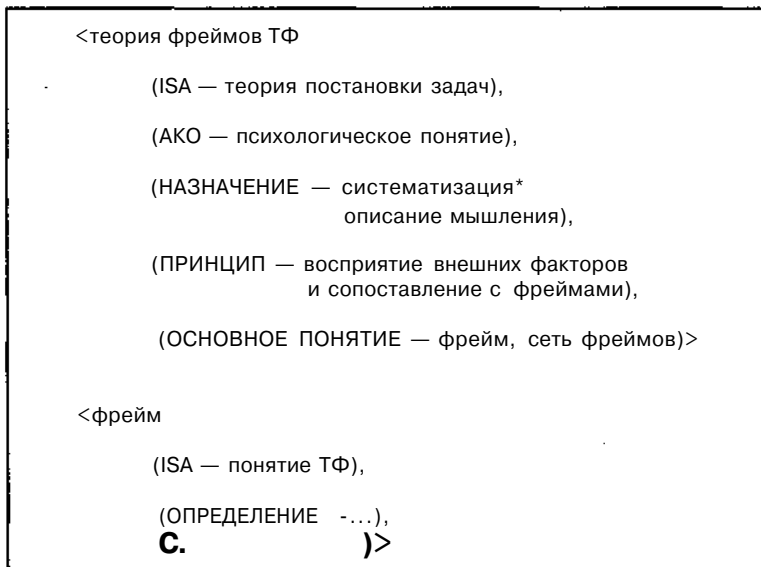 <теория фреймов ТФ
(ISA — теория постановки задач),
(АКО — психологическое понятие),
(НАЗНАЧЕНИЕ — систематизация*
описание мышления),
(ПРИНЦИП — восприятие внешних факторов
и сопоставление с фреймами),
(ОСНОВНОЕ ПОНЯТИЕ — фрейм, сеть фреймов)>
<фрейм
(ISA — понятие ТФ),
(ОПРЕДЕЛЕНИЕ -...),
С. )>